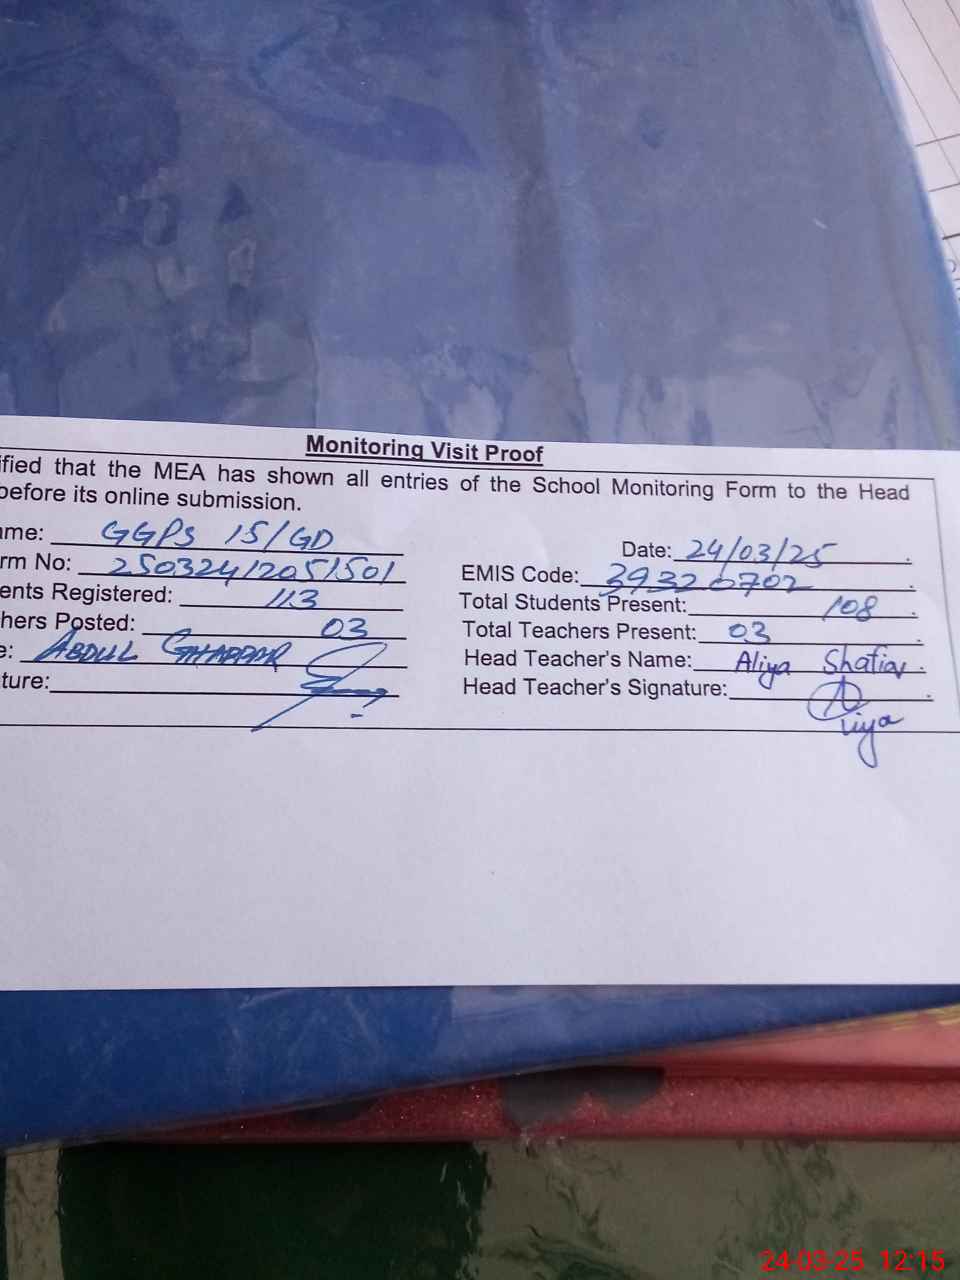 Monitoring Visit Proof
ified that the MEA has shown all entries of the School Monitoring Form to the Head
before its online submission.
ame: GGPS 15/GD
Date: 24/03/25
rm No: 25032412051501
EMIS Code: 39320702
ents Registered: 113
Total Students Present: 108
hers Posted: 03
Total Teachers Present: 03
e: ABDUL GHAFFAR
Head Teacher's Name: Aliya
ture:
Head Teacher's Signature: Aliya
24-03-25 12:15